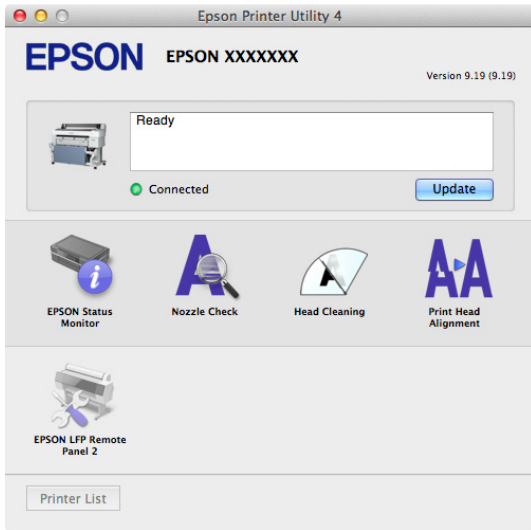 Epson Printer Utility 4
EPSON
EPSON XXXXXXX
Version 9.19 (9.19)
Ready
Connected
Update
EPSON Status
Monitor
Nozzle Check
Head Cleaning
Print Head
Alignment
EPSON LFP Remote
Panel 2
Printer List